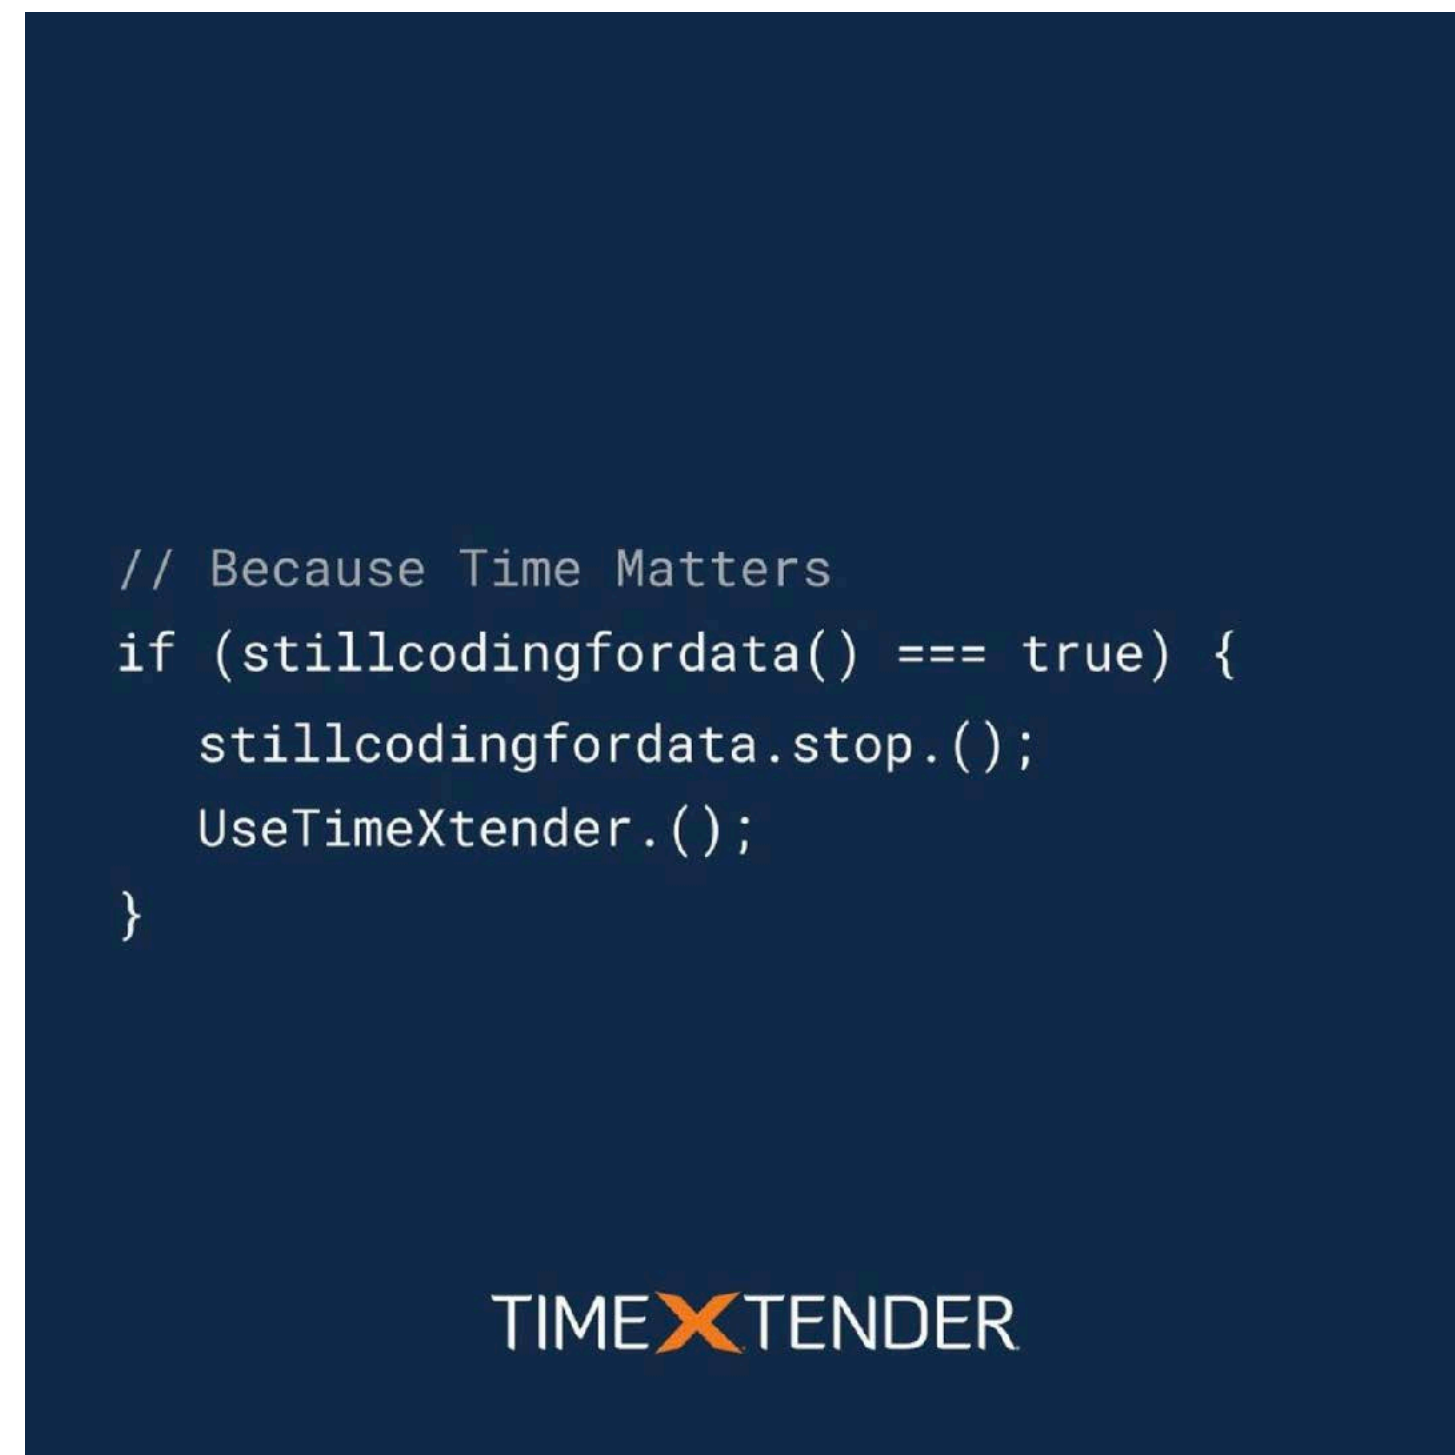 // Because Time Matters
if (stillcodingfordata() === true) {
stillcodingfordata.stop.();
UseTimeXtender.();
}
TIMEXTENDER